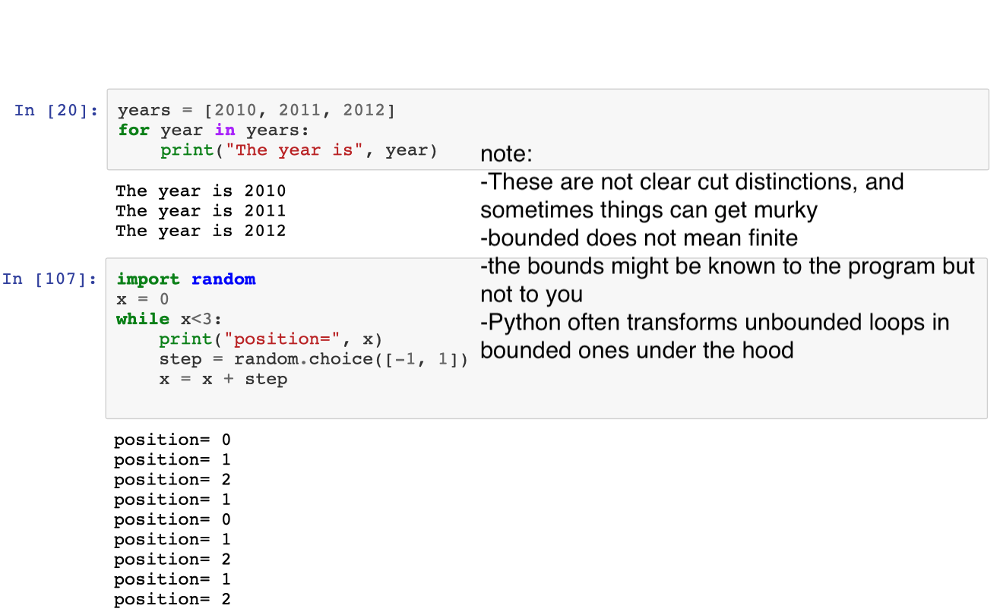 In [20]:
years = [2010, 2011, 2012]
for year in years:
    print("The year is", year)
The year is 2010
The year is 2011
The year is 2012
note:
-These are not clear cut distinctions, and
sometimes things can get murky
-bounded does not mean finite
-the bounds might be known to the program but
not to you
-Python often transforms unbounded loops in
bounded ones under the hood
In [107]:
import random
x = 0
while x<3:
    print("position=", x)
    step = random.choice([-1, 1])
    x = x + step
position= 0
position= 1
position= 2
position= 1
position= 0
position= 1
position= 2
position= 1
position= 2